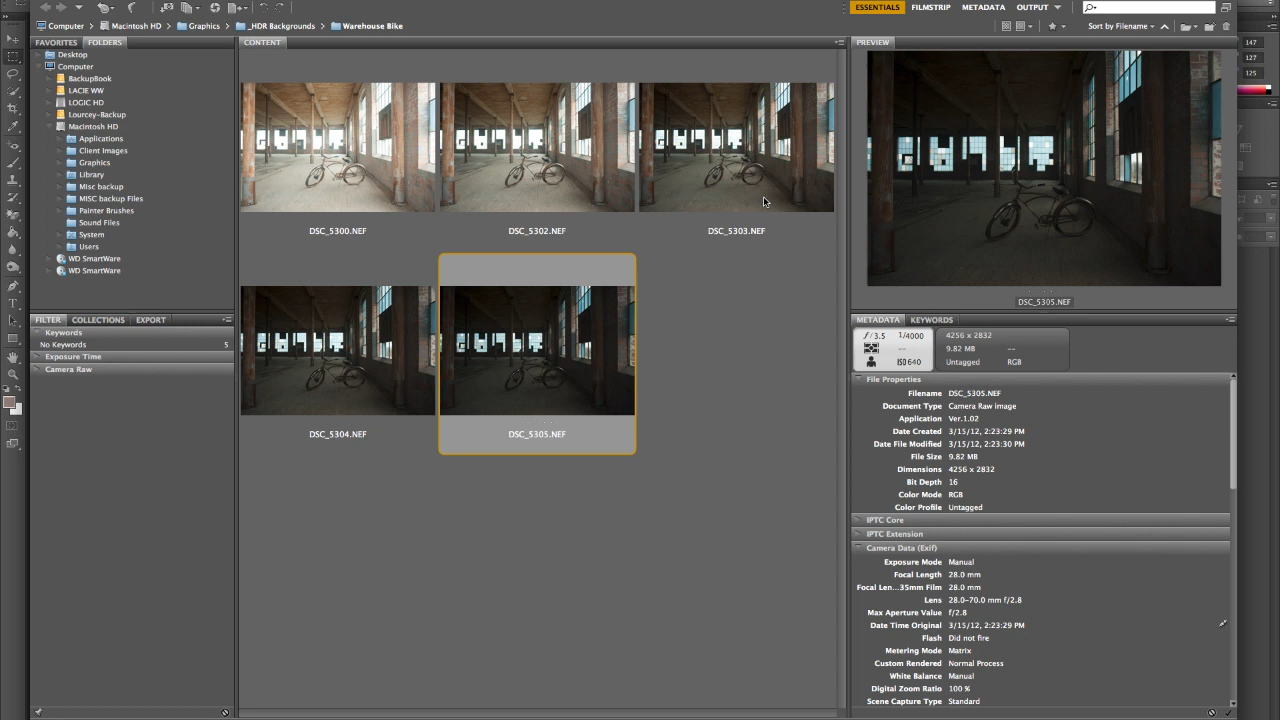 ESSENTIALS FILMSTRIP METADATA OUTPUT
Computer Macintosh HD Graphics _HDR Backgrounds Warehouse Bike
Sort by Filename
FAVORITES FOLDERS
Desktop
Computer
BackupBook
LACIE WW
LOGIC HD
Lourcey-Backup
Macintosh HD
Applications
Client Images
Graphics
Library
Misc backup
MISC backup Files
Painter Brushes
Sound Files
System
Users
WD SmartWare
WD SmartWare
FILTER COLLECTIONS EXPORT
Keywords
No Keywords 5
Exposure Time
Camera Raw
CONTENT
DSC_5300.NEF DSC_5302.NEF DSC_5303.NEF
DSC_5304.NEF DSC_5305.NEF
PREVIEW
DSC_5305.NEF
METADATA KEYWORDS
f/3.5 1/4000
--
ISO640
4256 x 2832
9.82 MB --
Untagged RGB
File Properties
Filename DSC_5305.NEF
Document Type Camera Raw image
Application Ver.1.02
Date Created 3/15/12, 2:23:29 PM
Date File Modified 3/15/12, 2:23:30 PM
File Size 9.82 MB
Dimensions 4256 x 2832
Bit Depth 16
Color Mode RGB
Color Profile Untagged
IPTC Core
IPTC Extension
Camera Data (Exif)
Exposure Mode Manual
Focal Length 28.0 mm
Focal Len...35mm Film 28.0 mm
Lens 28.0-70.0 mm f/2.8
Max Aperture Value f/2.8
Date Time Original 3/15/12, 2:23:29 PM
Flash Did not fire
Metering Mode Matrix
Custom Rendered Normal Process
White Balance Manual
Digital Zoom Ratio 100 %
Scene Capture Type Standard
147
127
125